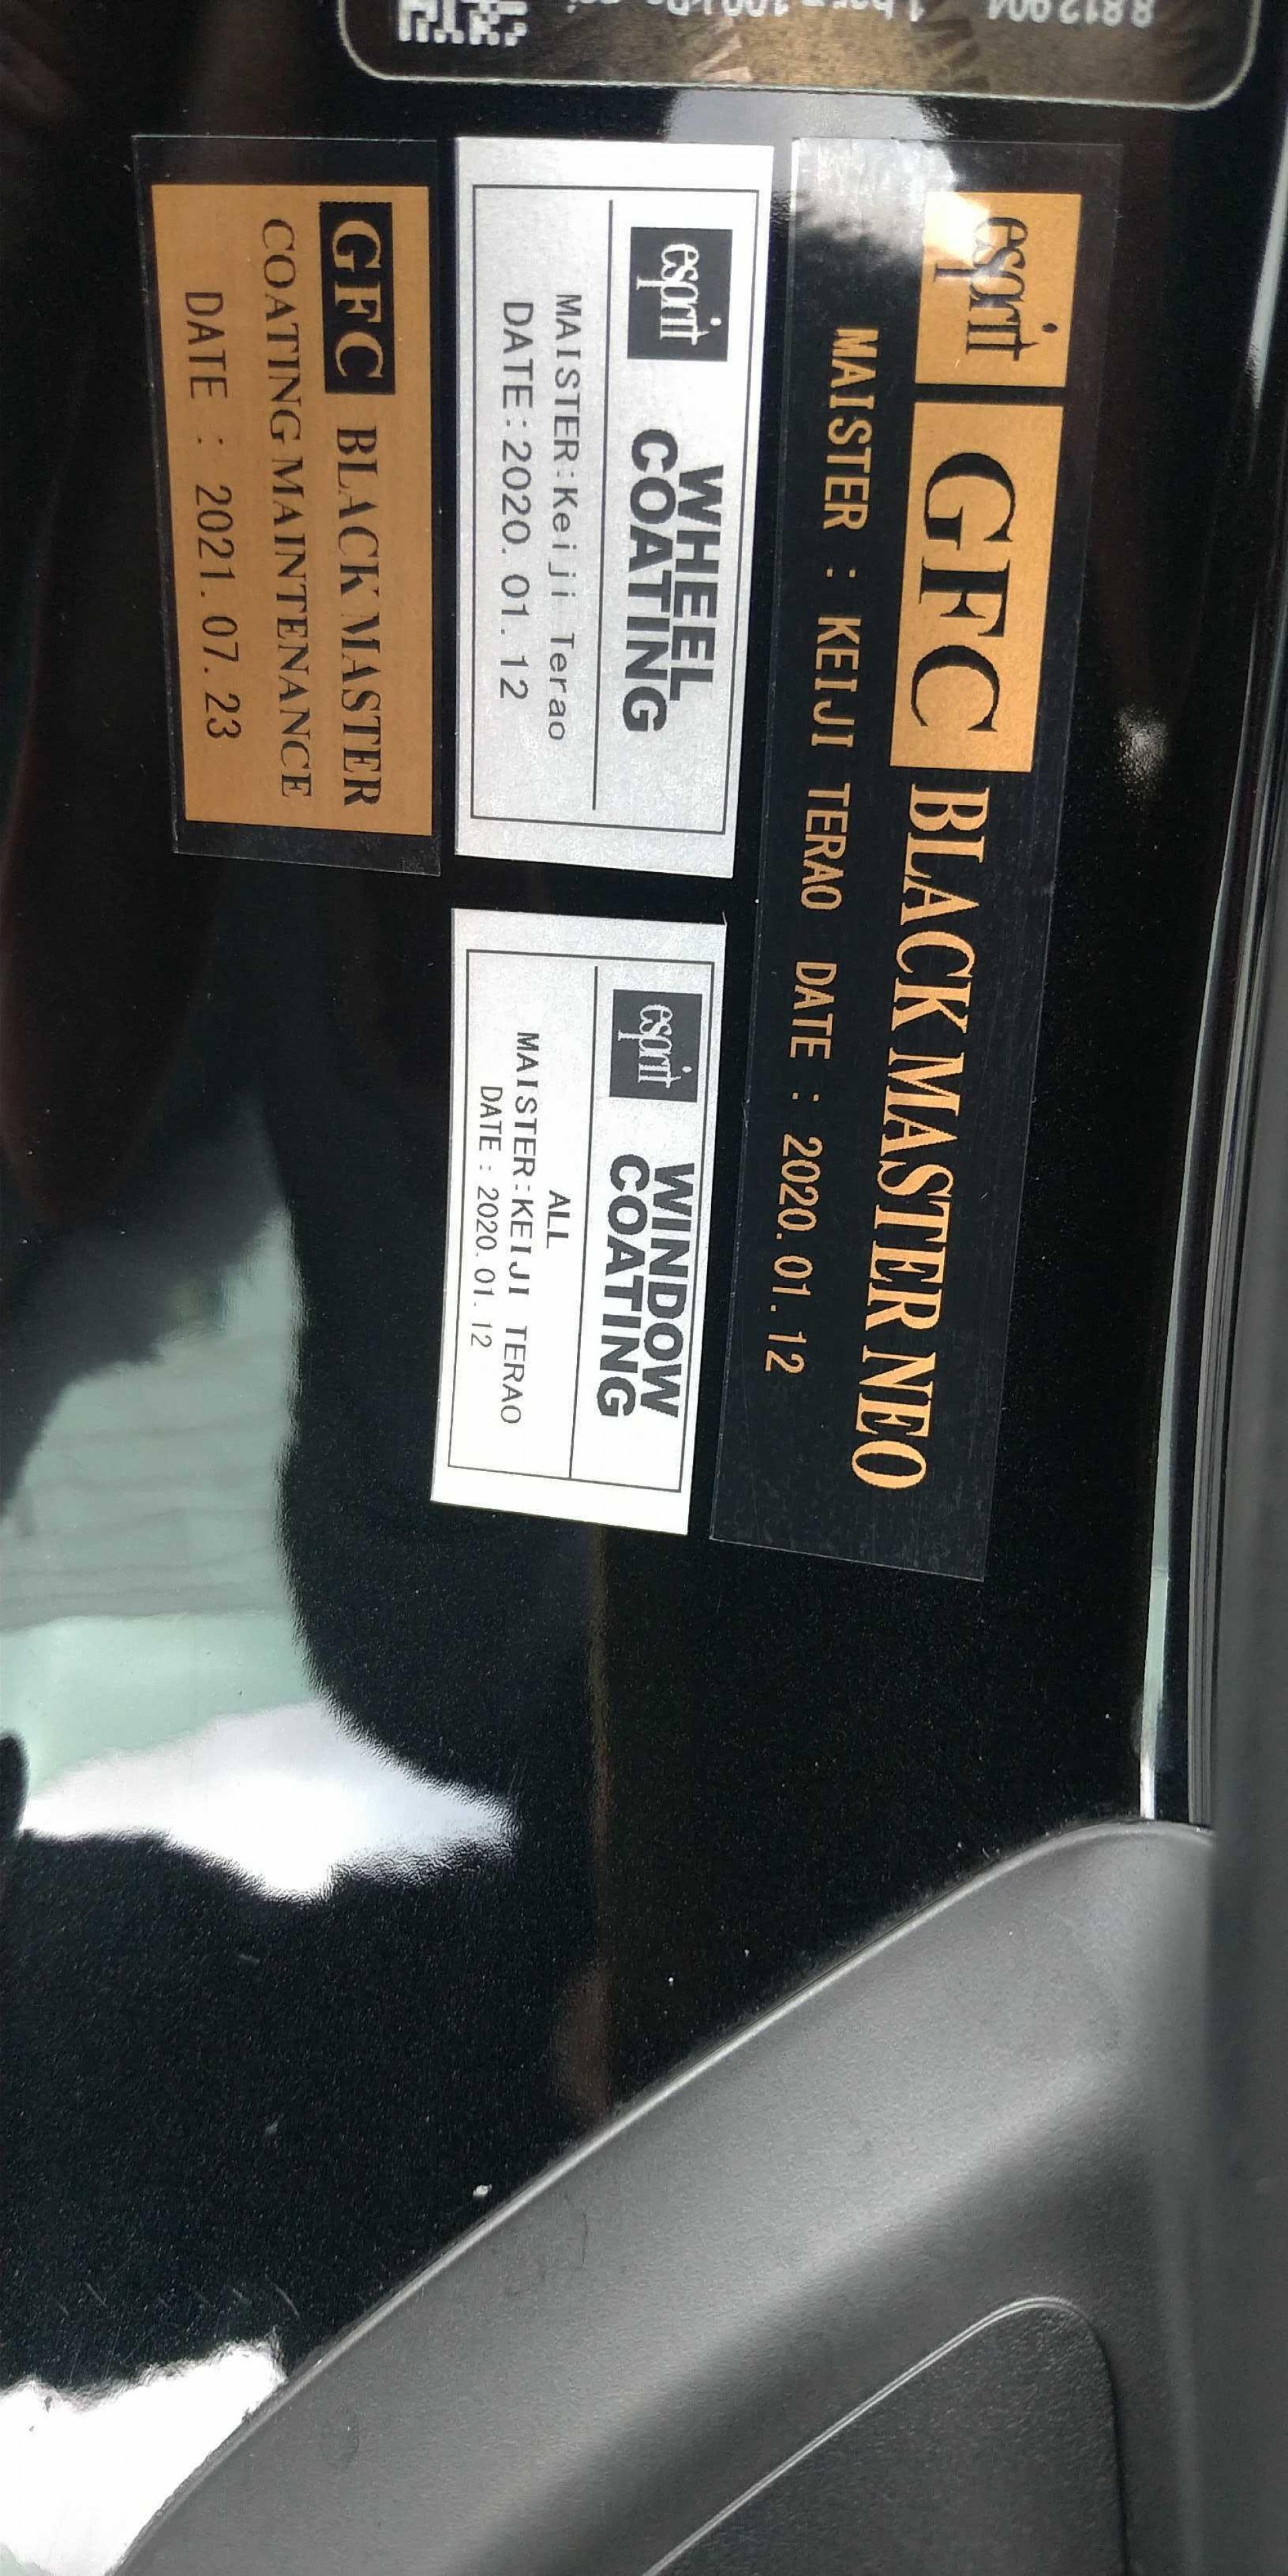 esprit GFC BLACK MASTER NEO
MAISTER : KEIJI TERAO DATE : 2020.01.12
esprit WHEEL
COATING
MAISTER:Keiji Terao
DATE:2020.01.12
esprit WINDOW
COATING
ALL
MAISTER:KEIJI TERAO
DATE : 2020.01.12
GFC BLACK MASTER
COATING MAINTENANCE
DATE : 2021.07.23